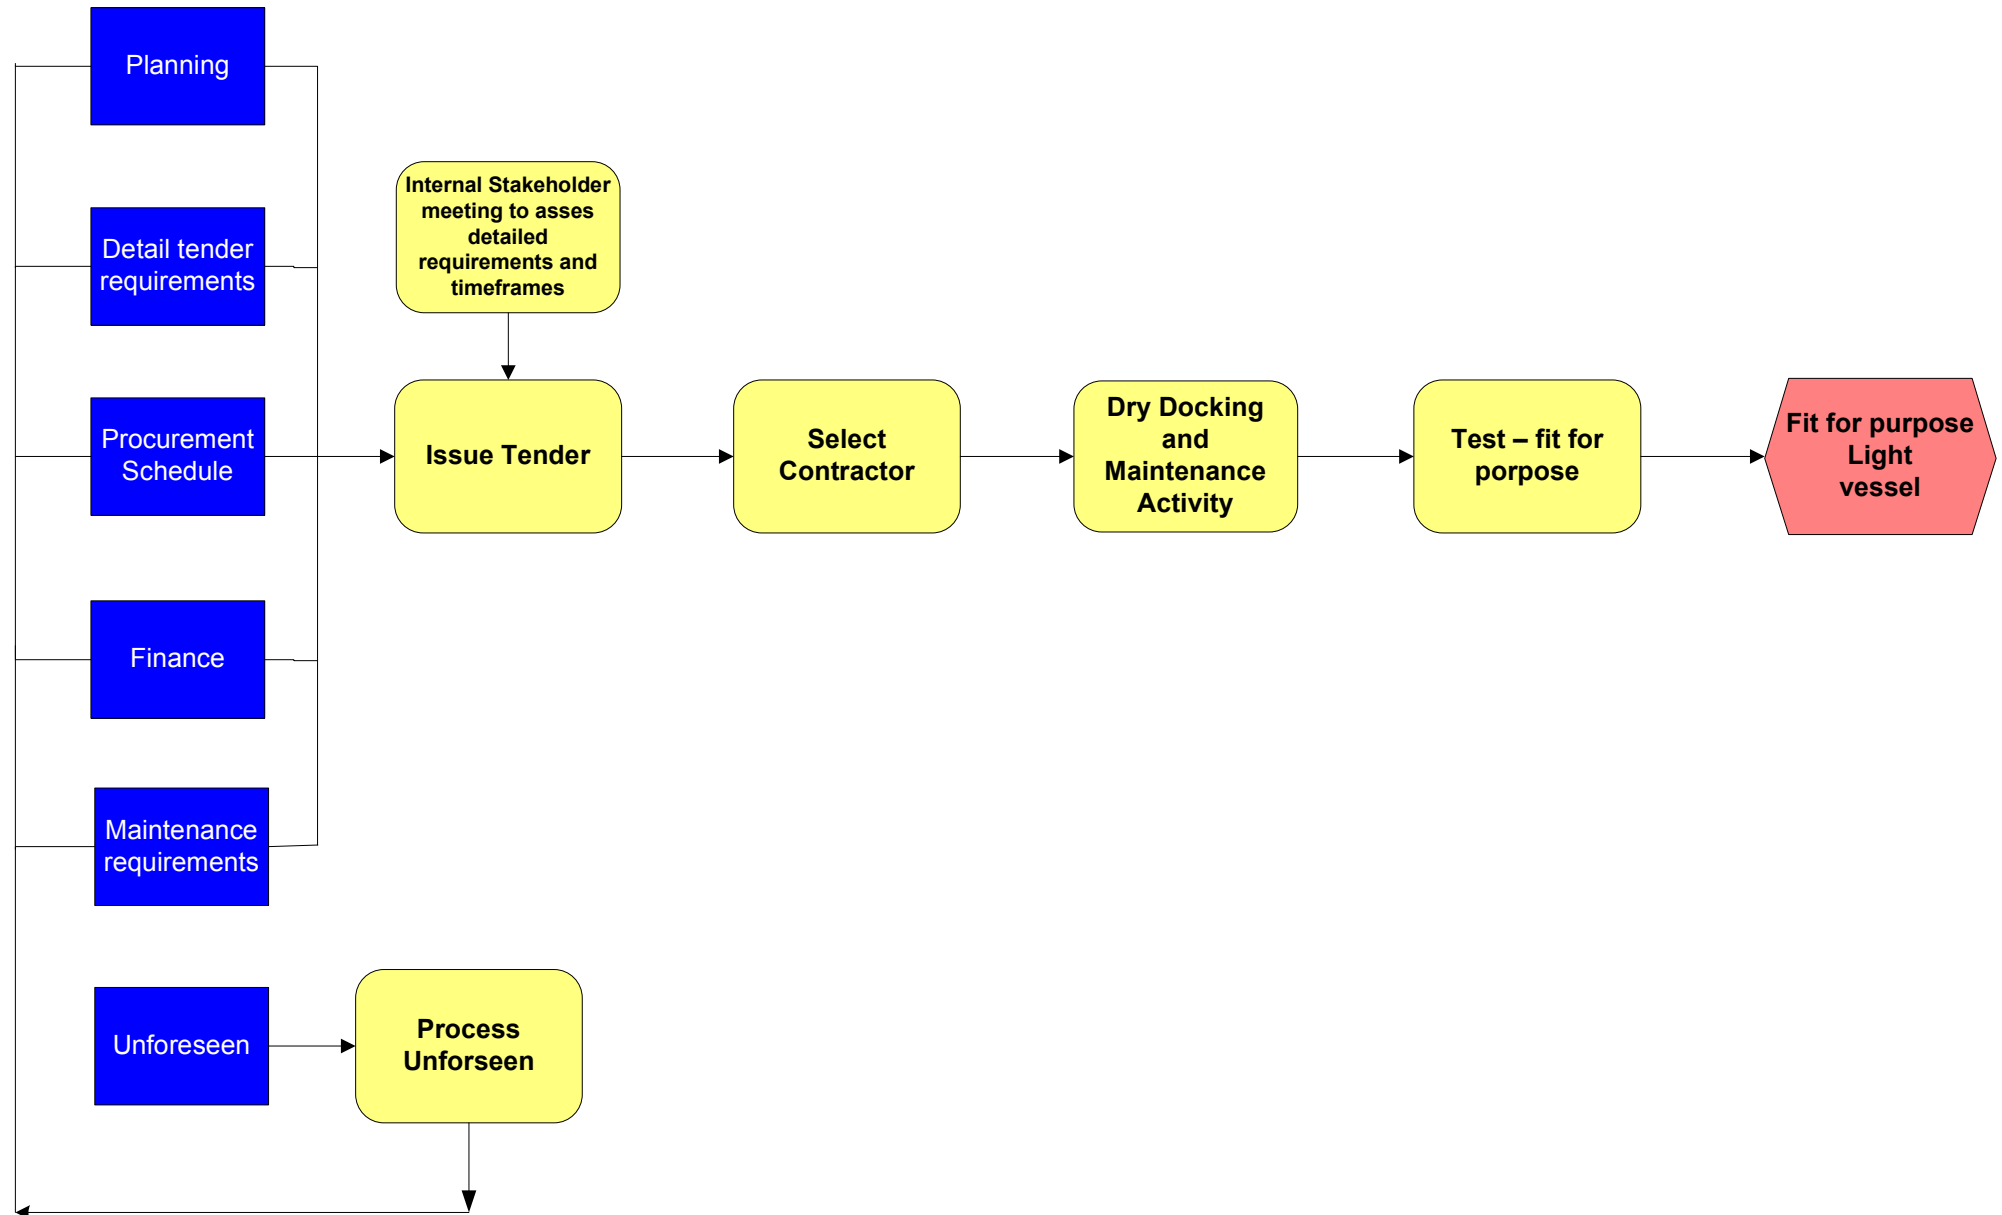 Planning
Internal Stakeholder
meeting to asses
detailed
requirements and
timeframes
Detail tender
requirements
Procurement
Schedule
Issue Tender
Select
Contractor
Dry Docking
and
Maintenance
Activity
Test – fit for
porpose
Fit for purpose
Light
vessel
Finance
Maintenance
requirements
Unforeseen
Process
Unforseen